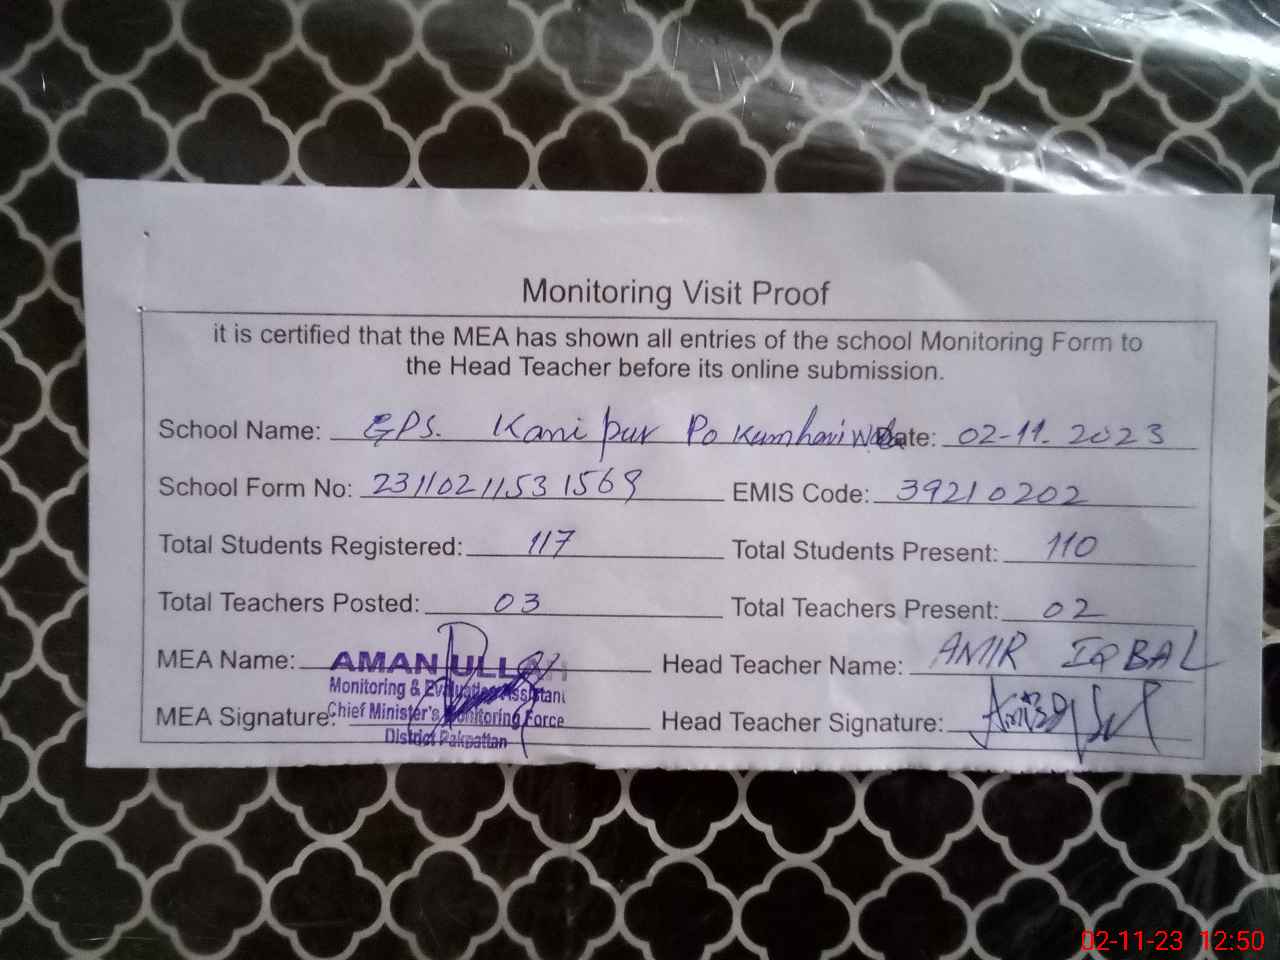 Monitoring Visit Proof
it is certified that the MEA has shown all entries of the school Monitoring Form to
the Head Teacher before its online submission.
School Name: GPS. Kani pur Po Kumhari Date: 02-11. 2023
School Form No: 23110211531569 EMIS Code: 39210202
Total Students Registered: 117 Total Students Present: 110
Total Teachers Posted: 03 Total Teachers Present: 02
MEA Name: AMAN ULLAH Head Teacher Name: AMIR IQBAL
Monitoring & Evaluation Assistant
MEA Signature: Chief Minister's Monitoring Force Head Teacher Signature:
District Pakpattan
02-11-23 12:50